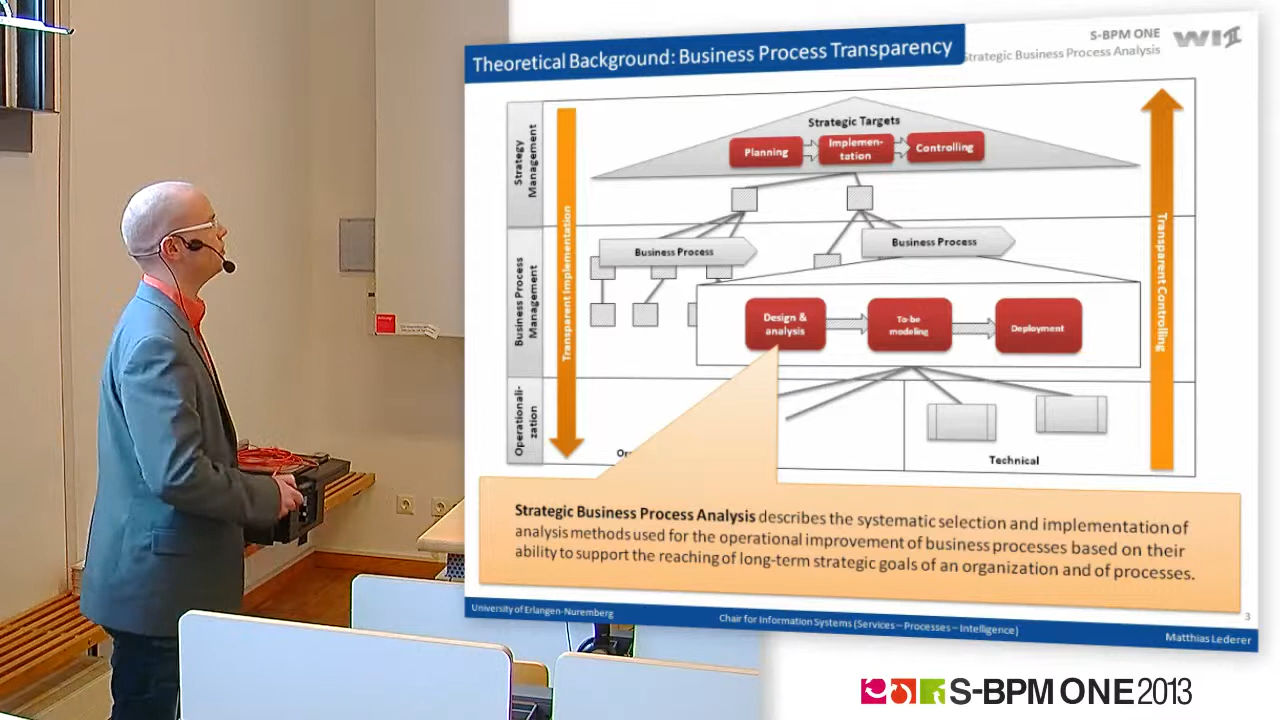 Theoretical Background: Business Process Transparency
S-BPM ONE
Strategic Business Process Analysis
WI
Strategy
Management
Business Process
Management
Operationali-
zation
Transparent Implementation
Strategic Targets
Planning
Implemen-
tation
Controlling
Business Process
Business Process
Design &
analysis
To-be
modeling
Deployment
Technical
Transparent Controlling
Strategic Business Process Analysis describes the systematic selection and implementation of
analysis methods used for the operational improvement of business processes based on their
ability to support the reaching of long-term strategic goals of an organization and of processes.
University of Erlangen-Nuremberg
Chair for Information Systems (Services – Processes – Intelligence)
3
Matthias Lederer
S-BPM ONE 2013